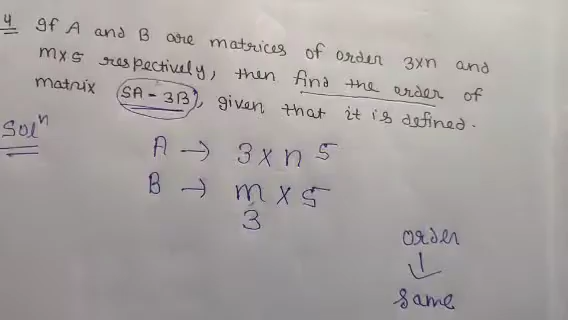 4 If A and B are matrices of order 3×n and
m×5 respectively, then find the order of
matrix 5A - 3B, given that it is defined.
Solⁿ
A → 3 × n 5
B → m × 5
3
order
↓
same